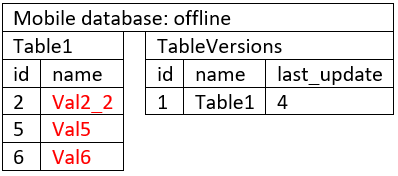 Mobile database: offline
Table1 TableVersions
id name id name last_update
2 Val2_2 1 Table1 4
5 Val5
6 Val6